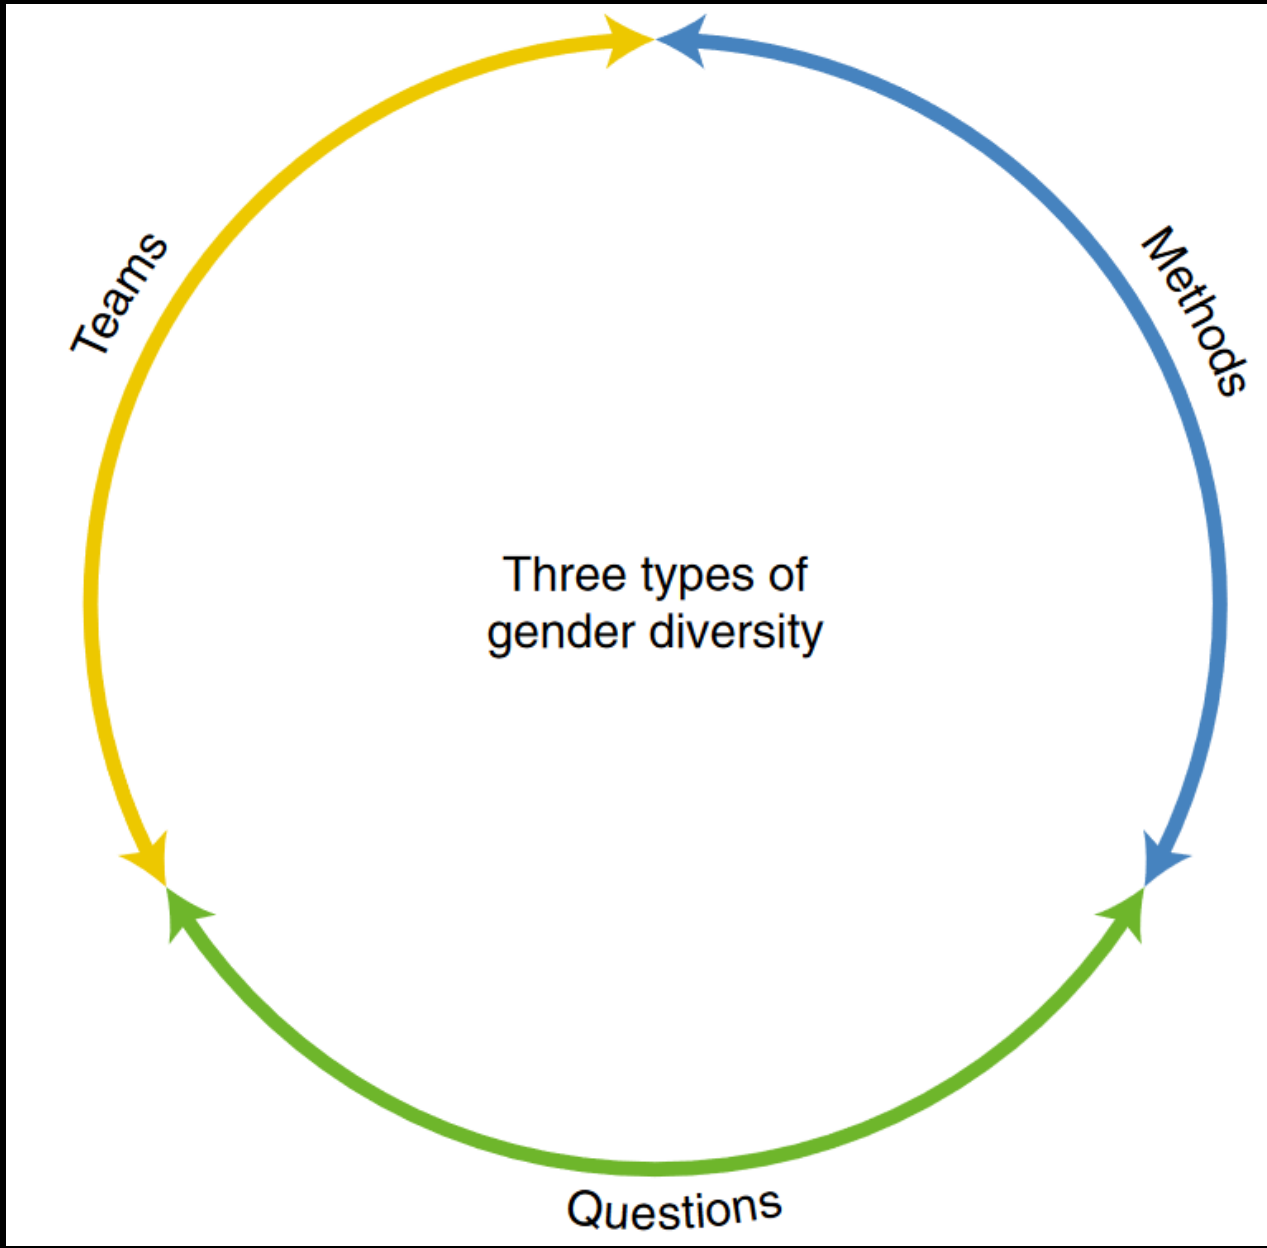 Teams
Methods
Three types of
gender diversity
Questions